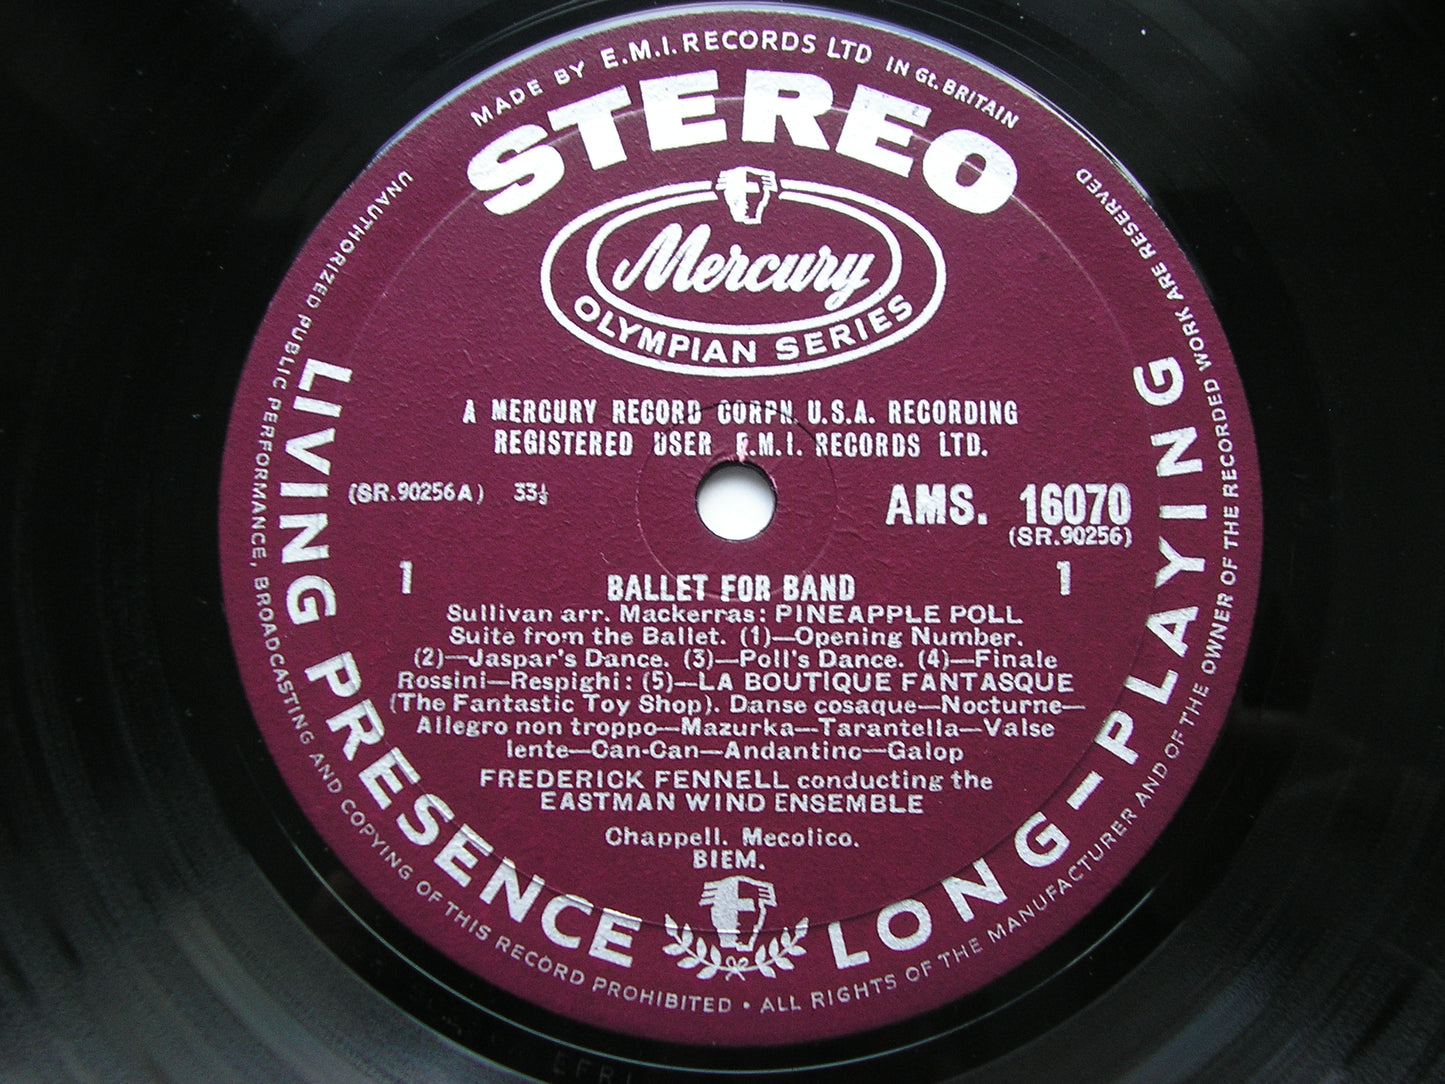 MADE BY E.M.I. RECORDS LTD IN Gt. BRITAIN
STEREO
Mercury
OLYMPIAN SERIES
A MERCURY RECORD CORPN. U.S.A. RECORDING
REGISTERED USER E.M.I. RECORDS LTD.
(SR.90256A) 33⅓
AMS. 16070
(SR.90256)
1 1
BALLET FOR BAND
Sullivan arr. Mackerras: PINEAPPLE POLL
Suite from the Ballet. (1)—Opening Number.
(2)—Jaspar's Dance. (3)—Poll's Dance. (4)—Finale
Rossini—Respighi: (5)—LA BOUTIQUE FANTASQUE
(The Fantastic Toy Shop). Danse cosaque—Nocturne—
Allegro non troppo—Mazurka—Tarantella—Valse
lente—Can-Can—Andantino—Galop
FREDERICK FENNELL conducting the
EASTMAN WIND ENSEMBLE
Chappell. Mecolico.
BIEM.
LIVING PRESENCE
LONG-PLAYING
UNAUTHORIZED PUBLIC PERFORMANCE, BROADCASTING AND COPYING OF THIS RECORD PROHIBITED • ALL RIGHTS OF THE MANUFACTURER AND OF THE OWNER OF THE RECORDED WORK ARE RESERVED